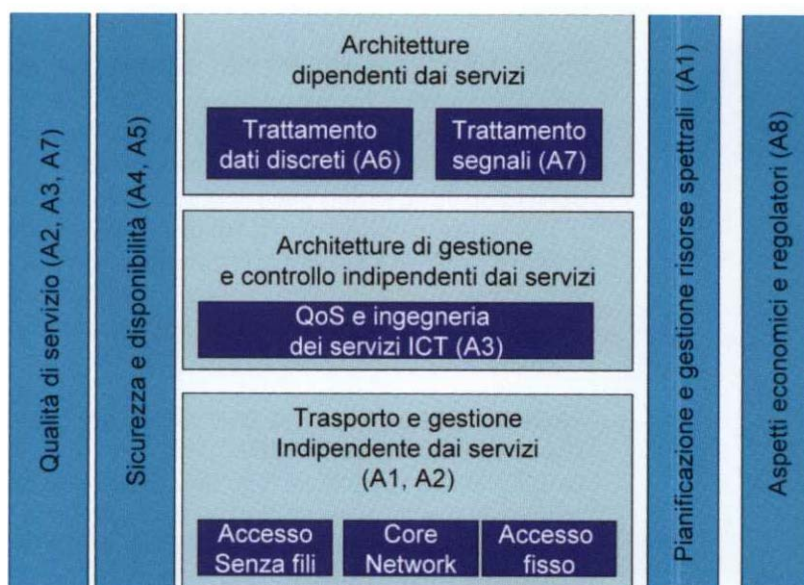 Qualità di servizio (A2, A3, A7)
Sicurezza e disponibilità (A4, A5)
Architetture
dipendenti dai servizi
Trattamento
dati discreti (A6)
Trattamento
segnali (A7)
Architetture di gestione
e controllo indipendenti dai servizi
QoS e ingegneria
dei servizi ICT (A3)
Trasporto e gestione
Indipendente dai servizi
(A1, A2)
Accesso
Senza fili
Core
Network
Accesso
fisso
Pianificazione e gestione risorse spettrali (A1)
Aspetti economici e regolatori (A8)